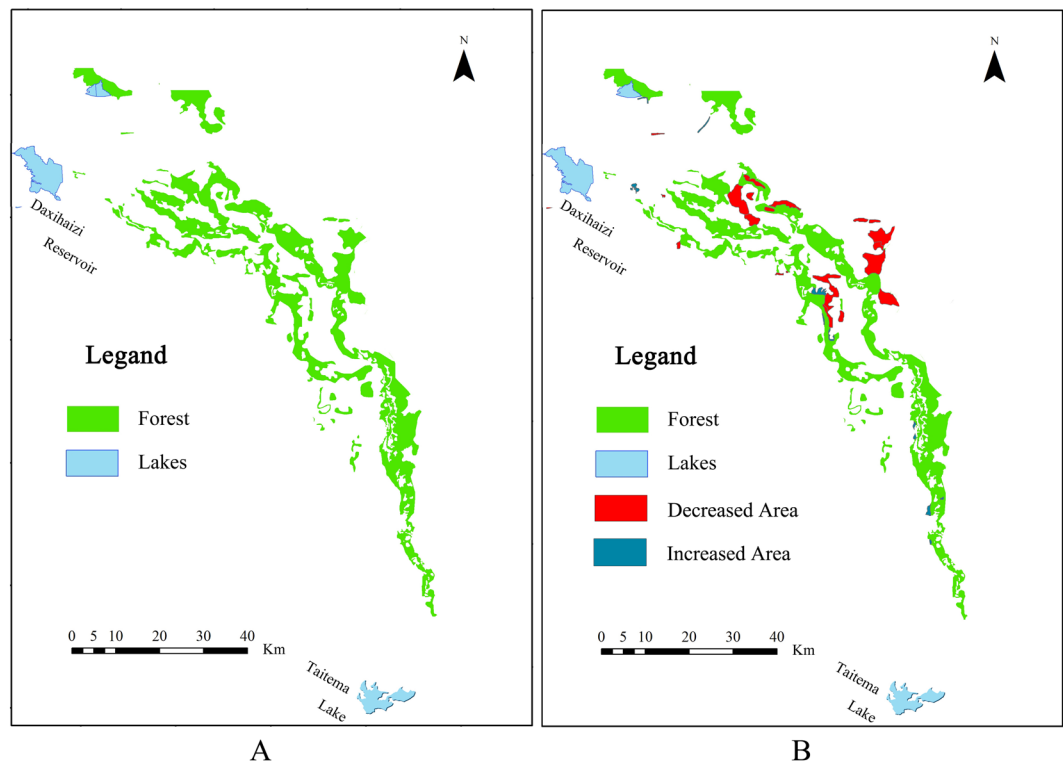 N
Daxihaizi
Reservoir
Legand
Forest
Lakes
0 5 10 20 30 40
Km
Taitema
Lake
A
N
Daxihaizi
Reservoir
Legand
Forest
Lakes
Decreased Area
Increased Area
0 5 10 20 30 40
Km
Taitema
Lake
B